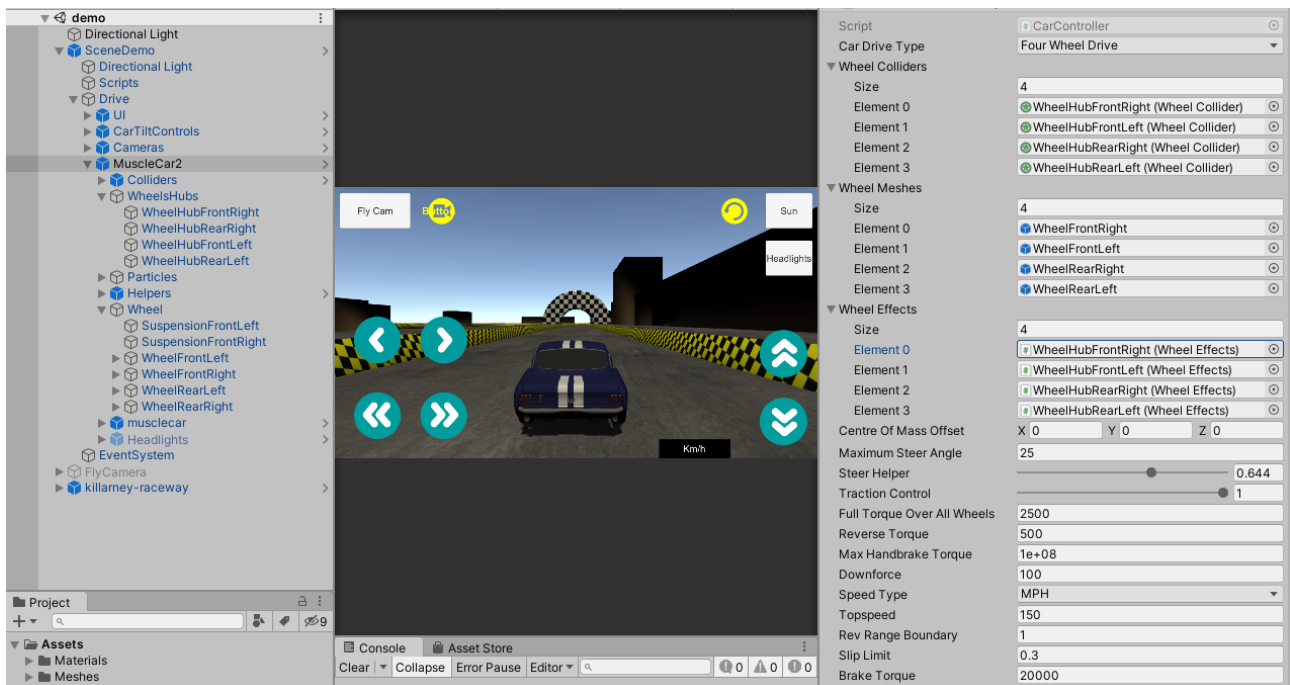 demo
Directional Light
SceneDemo
Directional Light
Scripts
Drive
UI
CarTiltControls
Cameras
MuscleCar2
Colliders
WheelsHubs
WheelHubFrontRight
WheelHubRearRight
WheelHubFrontLeft
WheelHubRearLeft
Particles
Helpers
Wheel
SuspensionFrontLeft
SuspensionFrontRight
WheelFrontLeft
WheelFrontRight
WheelRearLeft
WheelRearRight
musclecar
Headlights
EventSystem
FlyCamera
killarney-raceway
Project
9
Assets
Materials
Meshes
Fly Cam
Button
Sun
Headlights
Km/h
Console Asset Store
Clear Collapse Error Pause Editor 0 0 0
Script CarController
Car Drive Type Four Wheel Drive
Wheel Colliders
Size 4
Element 0 WheelHubFrontRight (Wheel Collider)
Element 1 WheelHubFrontLeft (Wheel Collider)
Element 2 WheelHubRearRight (Wheel Collider)
Element 3 WheelHubRearLeft (Wheel Collider)
Wheel Meshes
Size 4
Element 0 WheelFrontRight
Element 1 WheelFrontLeft
Element 2 WheelRearRight
Element 3 WheelRearLeft
Wheel Effects
Size 4
Element 0 WheelHubFrontRight (Wheel Effects)
Element 1 WheelHubFrontLeft (Wheel Effects)
Element 2 WheelHubRearRight (Wheel Effects)
Element 3 WheelHubRearLeft (Wheel Effects)
Centre Of Mass Offset X 0 Y 0 Z 0
Maximum Steer Angle 25
Steer Helper 0.644
Traction Control 1
Full Torque Over All Wheels 2500
Reverse Torque 500
Max Handbrake Torque 1e+08
Downforce 100
Speed Type MPH
Topspeed 150
Rev Range Boundary 1
Slip Limit 0.3
Brake Torque 20000